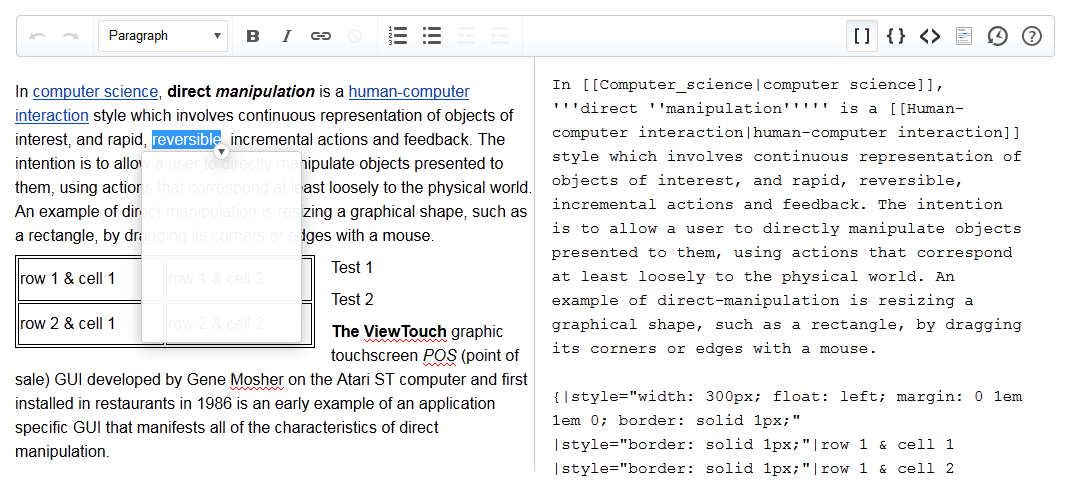 Paragraph
In computer science, direct manipulation is a human-computer
interaction style which involves continuous representation of objects of
interest, and rapid, reversible, incremental actions and feedback. The
intention is to allow a user to directly manipulate objects presented to
them, using actions that correspond at least loosely to the physical world.
An example of direct-manipulation is resizing a graphical shape, such as
a rectangle, by dragging its corners or edges with a mouse.
row 1 & cell 1 row 1 & cell 2
row 2 & cell 1 row 2 & cell 2
Test 1
Test 2
The ViewTouch graphic
touchscreen POS (point of
sale) GUI developed by Gene Mosher on the Atari ST computer and first
installed in restaurants in 1986 is an early example of an application
specific GUI that manifests all of the characteristics of direct
manipulation.
In [[Computer_science|computer science]],
'''direct ''manipulation''''' is a [[Human-
computer interaction|human-computer interaction]]
style which involves continuous representation of
objects of interest, and rapid, reversible,
incremental actions and feedback. The intention
is to allow a user to directly manipulate objects
presented to them, using actions that correspond
at least loosely to the physical world. An
example of direct-manipulation is resizing a
graphical shape, such as a rectangle, by dragging
its corners or edges with a mouse.
{|style="width: 300px; float: left; margin: 0 1em
1em 0; border: solid 1px;"
|style="border: solid 1px;"|row 1 & cell 1
|style="border: solid 1px;"|row 1 & cell 2